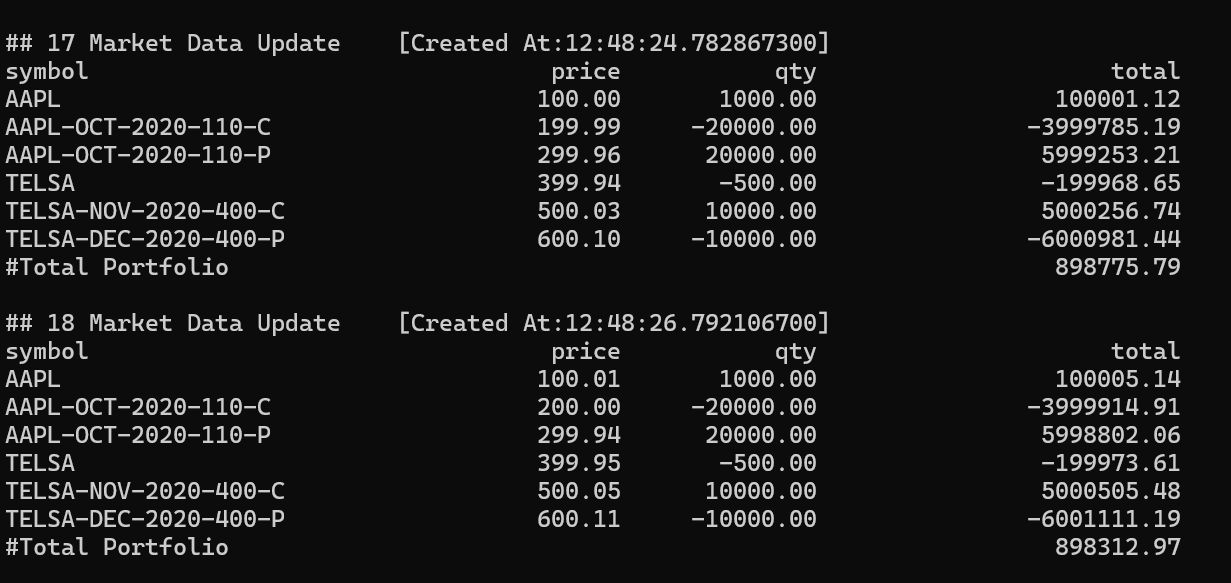 ## 17 Market Data Update    [Created At:12:48:24.782867300]
symbol                                 price           qty                     total
AAPL                                  100.00       1000.00                 100001.12
AAPL-OCT-2020-110-C                   199.99     -20000.00               -3999785.19
AAPL-OCT-2020-110-P                   299.96      20000.00                5999253.21
TELSA                                 399.94       -500.00                -199968.65
TELSA-NOV-2020-400-C                  500.03      10000.00                5000256.74
TELSA-DEC-2020-400-P                  600.10     -10000.00               -6000981.44
#Total Portfolio                                                           898775.79

## 18 Market Data Update    [Created At:12:48:26.792106700]
symbol                                 price           qty                     total
AAPL                                  100.01       1000.00                 100005.14
AAPL-OCT-2020-110-C                   200.00     -20000.00               -3999914.91
AAPL-OCT-2020-110-P                   299.94      20000.00                5998802.06
TELSA                                 399.95       -500.00                -199973.61
TELSA-NOV-2020-400-C                  500.05      10000.00                5000505.48
TELSA-DEC-2020-400-P                  600.11     -10000.00               -6001111.19
#Total Portfolio                                                           898312.97